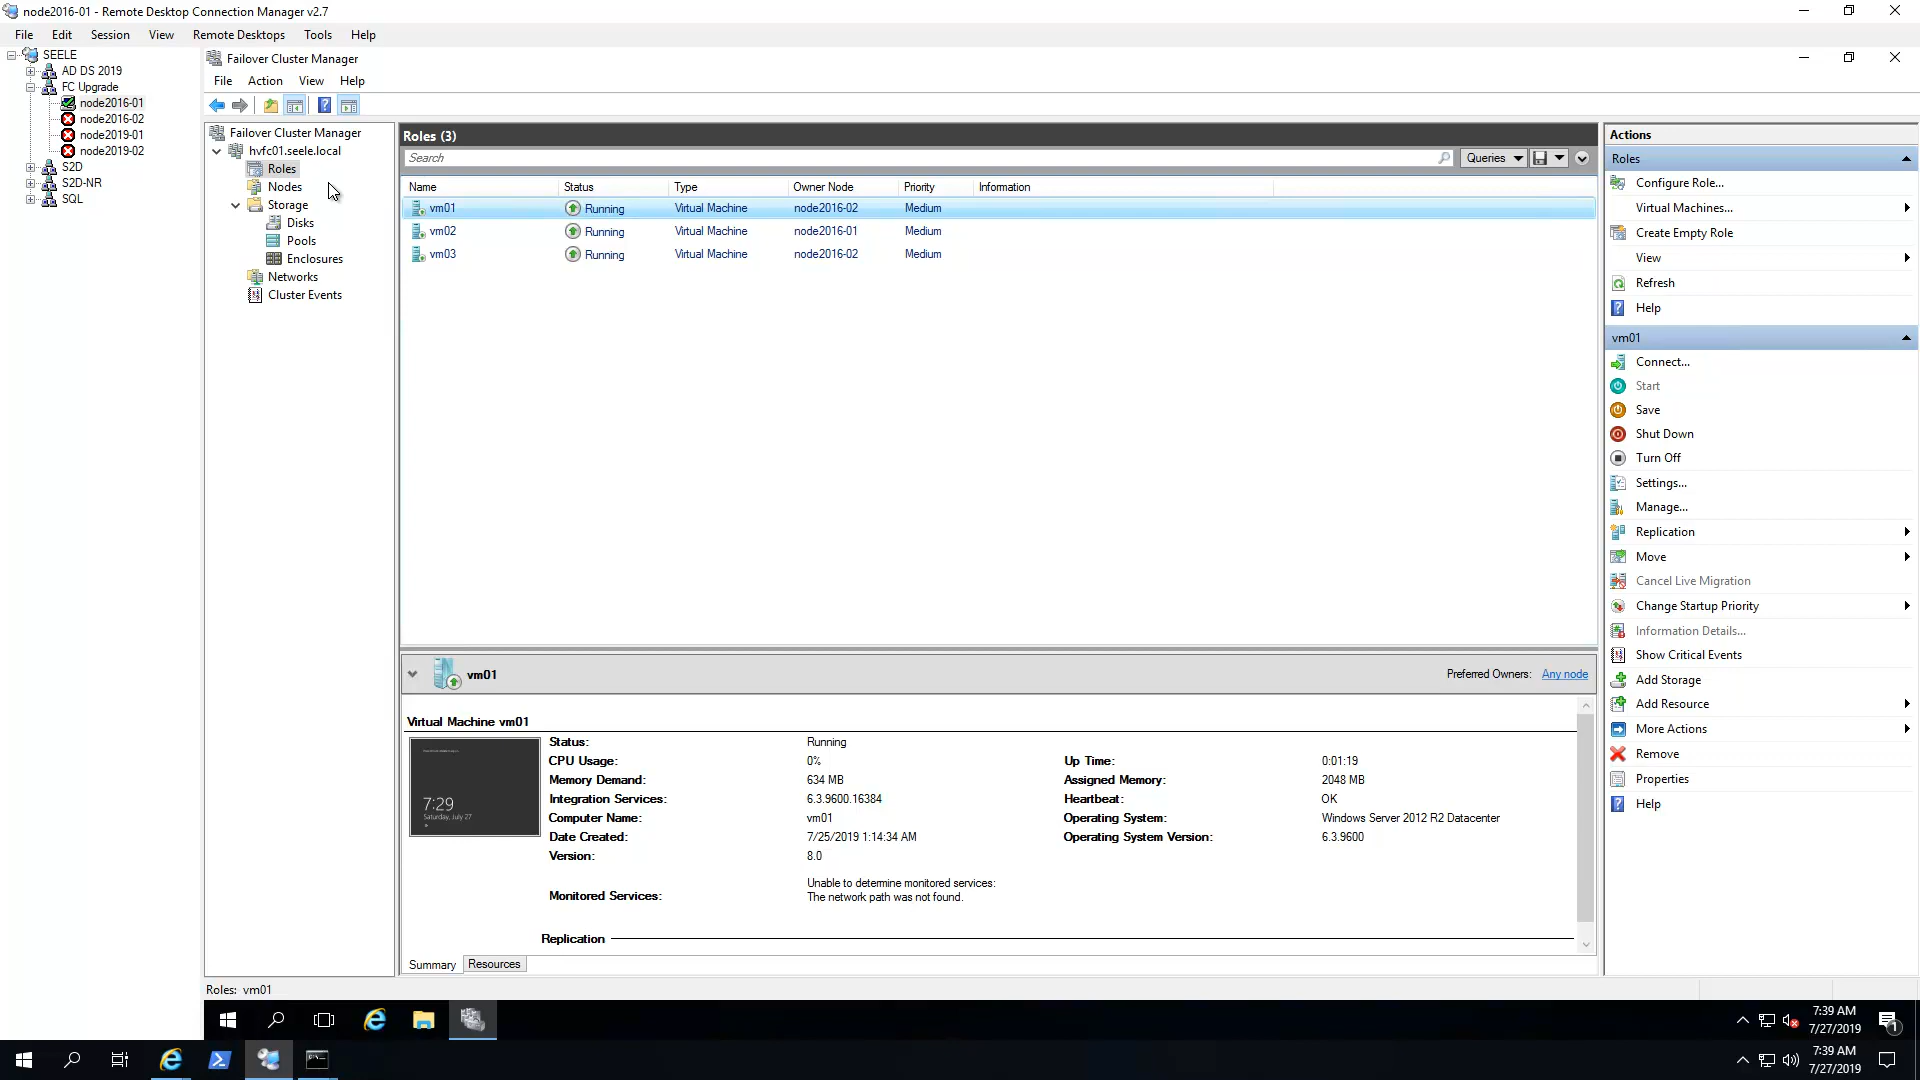 node2016-01 - Remote Desktop Connection Manager v2.7
File Edit Session View Remote Desktops Tools Help
SEELE
AD DS 2019
FC Upgrade
node2016-01
node2016-02
node2019-01
node2019-02
S2D
S2D-NR
SQL
Failover Cluster Manager
File Action View Help
Failover Cluster Manager
hvfc01.seele.local
Roles
Nodes
Storage
Disks
Pools
Enclosures
Networks
Cluster Events
Roles (3)
Search
Queries
Name Status Type Owner Node Priority Information
vm01 Running Virtual Machine node2016-02 Medium
vm02 Running Virtual Machine node2016-01 Medium
vm03 Running Virtual Machine node2016-02 Medium
vm01
Preferred Owners: Any node
Virtual Machine vm01
7:29
Saturday, July 27
Status: Running
CPU Usage: 0% Up Time: 0:01:19
Memory Demand: 634 MB Assigned Memory: 2048 MB
Integration Services: 6.3.9600.16384 Heartbeat: OK
Computer Name: vm01 Operating System: Windows Server 2012 R2 Datacenter
Date Created: 7/25/2019 1:14:34 AM Operating System Version: 6.3.9600
Version: 8.0
Monitored Services: Unable to determine monitored services:
The network path was not found.
Replication
Summary Resources
Actions
Roles
Configure Role...
Virtual Machines...
Create Empty Role
View
Refresh
Help
vm01
Connect...
Start
Save
Shut Down
Turn Off
Settings...
Manage...
Replication
Move
Cancel Live Migration
Change Startup Priority
Information Details...
Show Critical Events
Add Storage
Add Resource
More Actions
Remove
Properties
Help
Roles: vm01
7:39 AM
7/27/2019
1
7:39 AM
7/27/2019